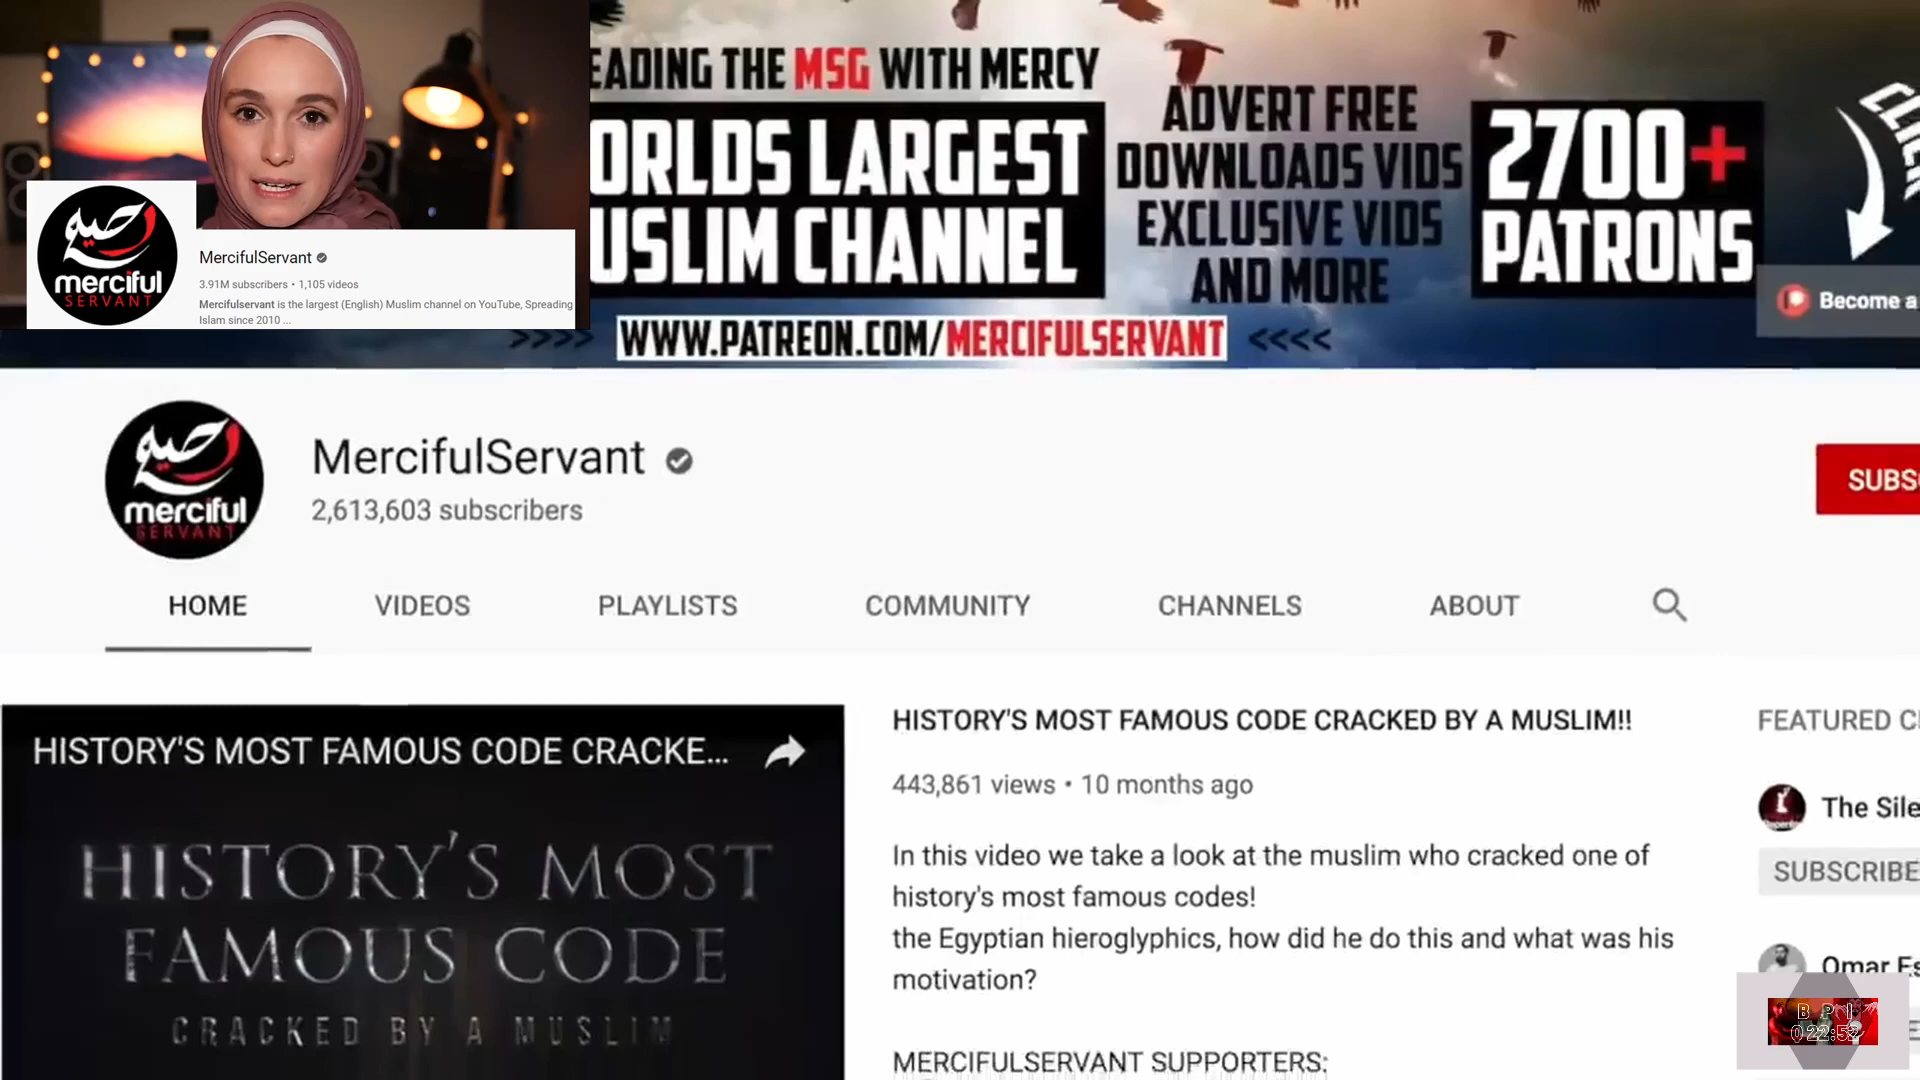 EADING THE MSG WITH MERCY
ORLDS LARGEST
USLIM CHANNEL
ADVERT FREE
DOWNLOADS VIDS
EXCLUSIVE VIDS
AND MORE
2700+
PATRONS
CLICK
Become a
>>>> WWW.PATREON.COM/MERCIFULSERVANT <<<<
merciful
SERVANT
MercifulServant
3.91M subscribers • 1,105 videos
Mercifulservant is the largest (English) Muslim channel on YouTube, Spreading
Islam since 2010 ...
merciful
SERVANT
MercifulServant
2,613,603 subscribers
SUBS
HOME VIDEOS PLAYLISTS COMMUNITY CHANNELS ABOUT
HISTORY'S MOST FAMOUS CODE CRACKE...
HISTORY'S MOST
FAMOUS CODE
CRACKED BY A MUSLIM
HISTORY'S MOST FAMOUS CODE CRACKED BY A MUSLIM!!
443,861 views • 10 months ago
In this video we take a look at the muslim who cracked one of
history's most famous codes!
the Egyptian hieroglyphics, how did he do this and what was his
motivation?
MERCIFULSERVANT SUPPORTERS:
FEATURED C
The Sile
SUBSCRIBE
Omar Es
B P I
0:22:52